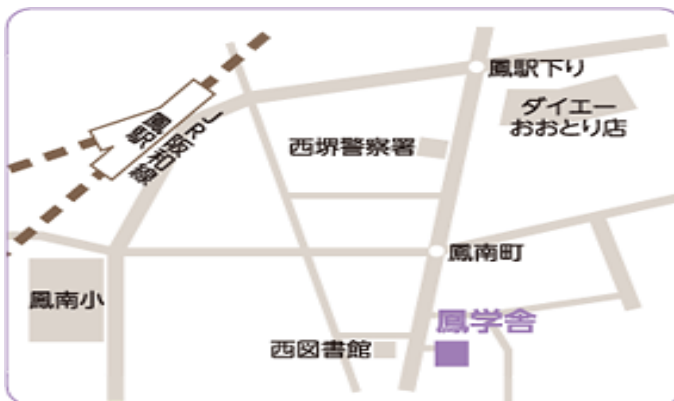 鳳駅下り
ダイエー
おおとり店
JR阪和線
鳳駅
西堺警察署
鳳南町
鳳南小
鳳学舎
西図書館